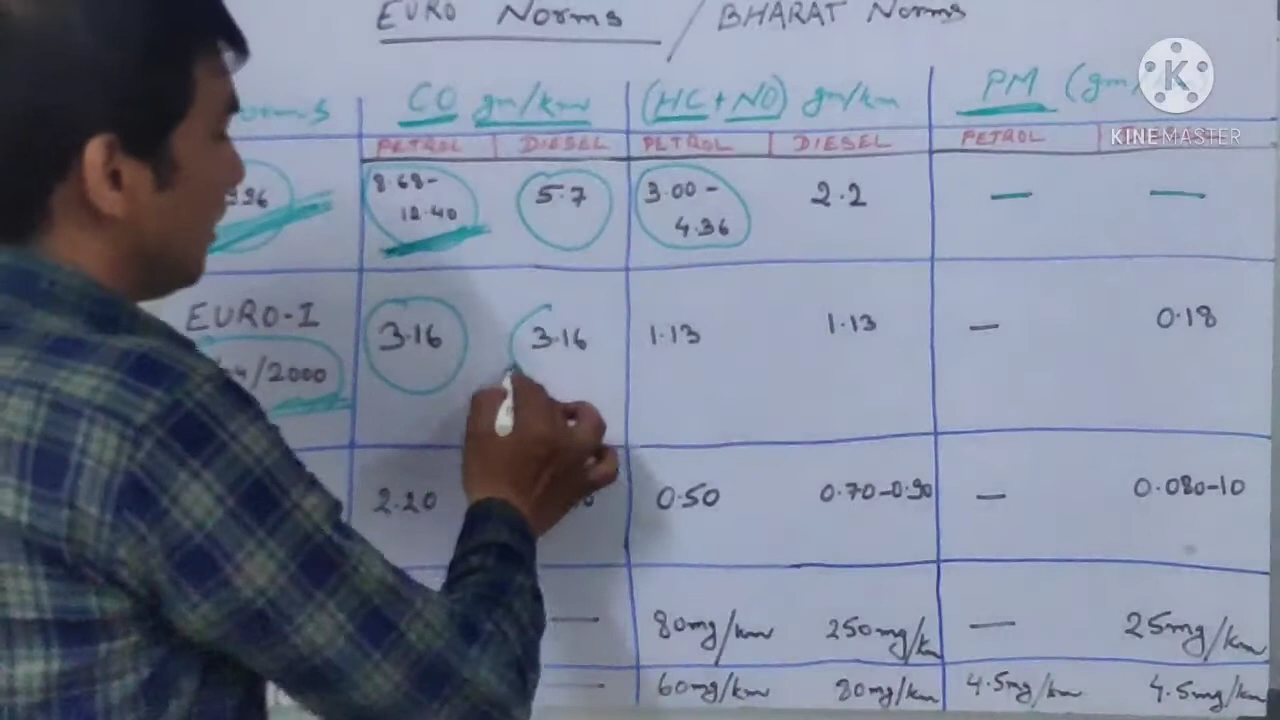 EURO Norms / BHARAT Norms
CO gm/km (HC+NO) gm/km PM (gm/
K
KINEMASTER
PETROL DIESEL PETROL DIESEL PETROL
8.68- 5.7 3.00- 2.2 — —
12.40 4.36
EURO-I 3.16 3.16 1.13 1.13 — 0.18
/2000
2.20 0.50 0.70-0.90 — 0.080-10
— 80mg/km 250mg/km — 25mg/km
— 60mg/km 80mg/km 4.5mg/km 4.5mg/km